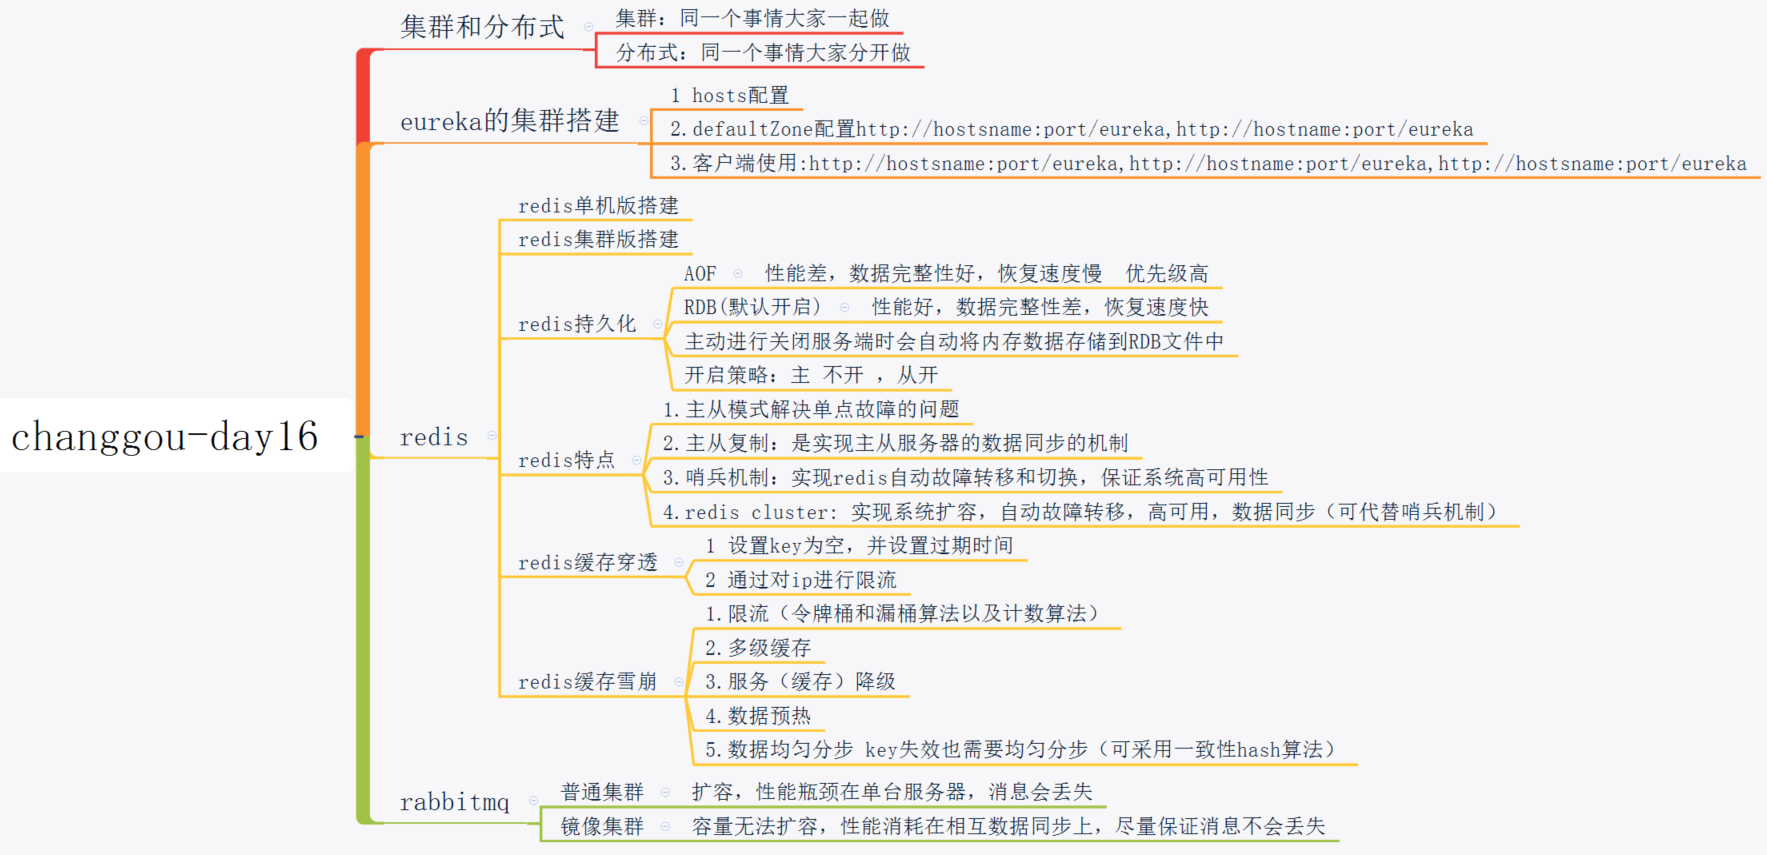 集群和分布式
集群：同一个事情大家一起做
分布式：同一个事情大家分开做
eureka的集群搭建
1 hosts配置
2.defaultZone配置http://hostsname:port/eureka,http://hostname:port/eureka
3.客户端使用:http://hostsname:port/eureka,http://hostname:port/eureka,http://hostsname:port/eureka
changgou-day16
redis
redis单机版搭建
redis集群版搭建
redis持久化
AOF 性能差，数据完整性好，恢复速度慢 优先级高
RDB(默认开启) 性能好，数据完整性差，恢复速度快
主动进行关闭服务端时会自动将内存数据存储到RDB文件中
开启策略：主 不开 ，从开
redis特点
1.主从模式解决单点故障的问题
2.主从复制：是实现主从服务器的数据同步的机制
3.哨兵机制：实现redis自动故障转移和切换，保证系统高可用性
4.redis cluster: 实现系统扩容，自动故障转移，高可用，数据同步（可代替哨兵机制）
redis缓存穿透
1 设置key为空，并设置过期时间
2 通过对ip进行限流
redis缓存雪崩
1.限流（令牌桶和漏桶算法以及计数算法）
2.多级缓存
3.服务（缓存）降级
4.数据预热
5.数据均匀分步 key失效也需要均匀分步（可采用一致性hash算法）
rabbitmq
普通集群 扩容，性能瓶颈在单台服务器，消息会丢失
镜像集群 容量无法扩容，性能消耗在相互数据同步上，尽量保证消息不会丢失